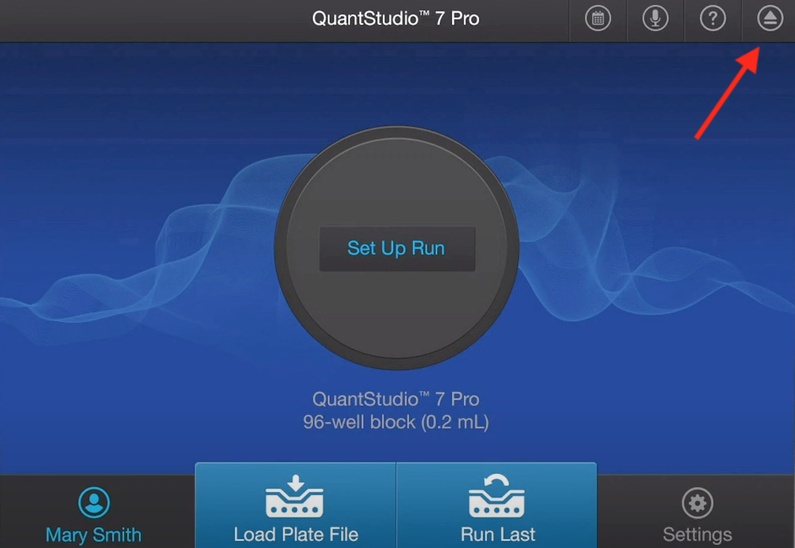 QuantStudio™ 7 Pro
?
Set Up Run
QuantStudio™ 7 Pro
96-well block (0.2 mL)
Mary Smith
Load Plate File
Run Last
Settings